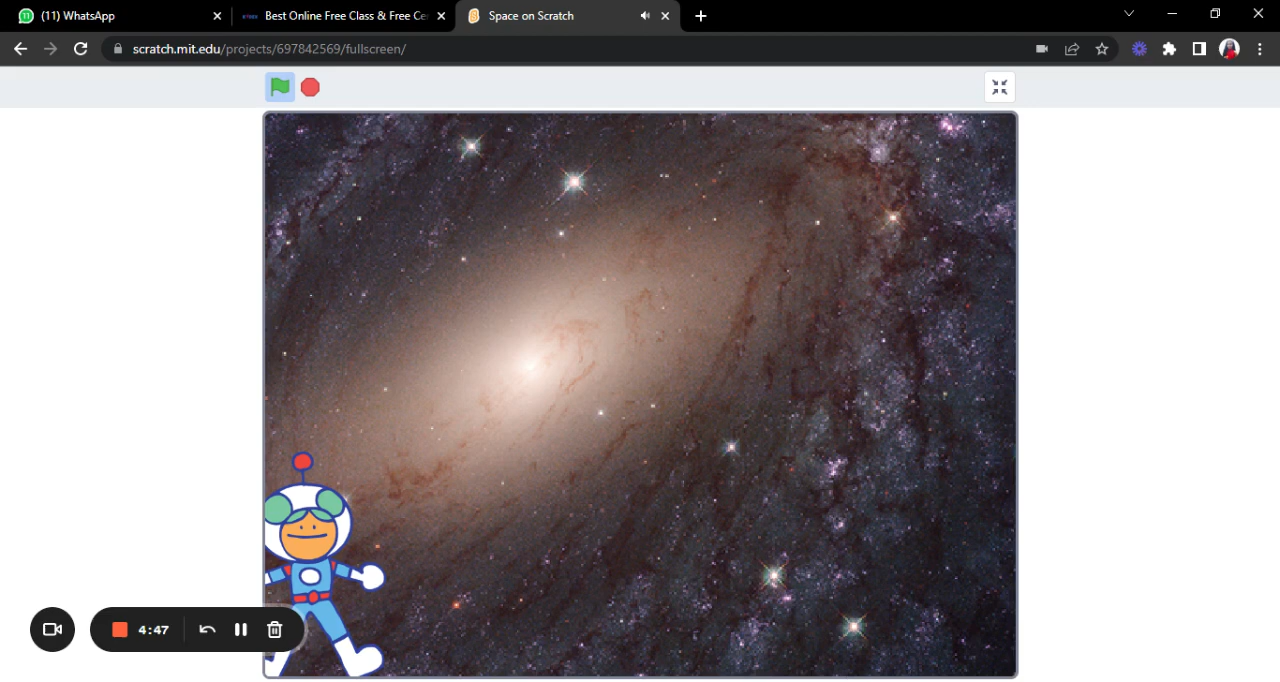 (11) WhatsApp
Best Online Free Class & Free Ce
Space on Scratch
scratch.mit.edu/projects/697842569/fullscreen/
4:47